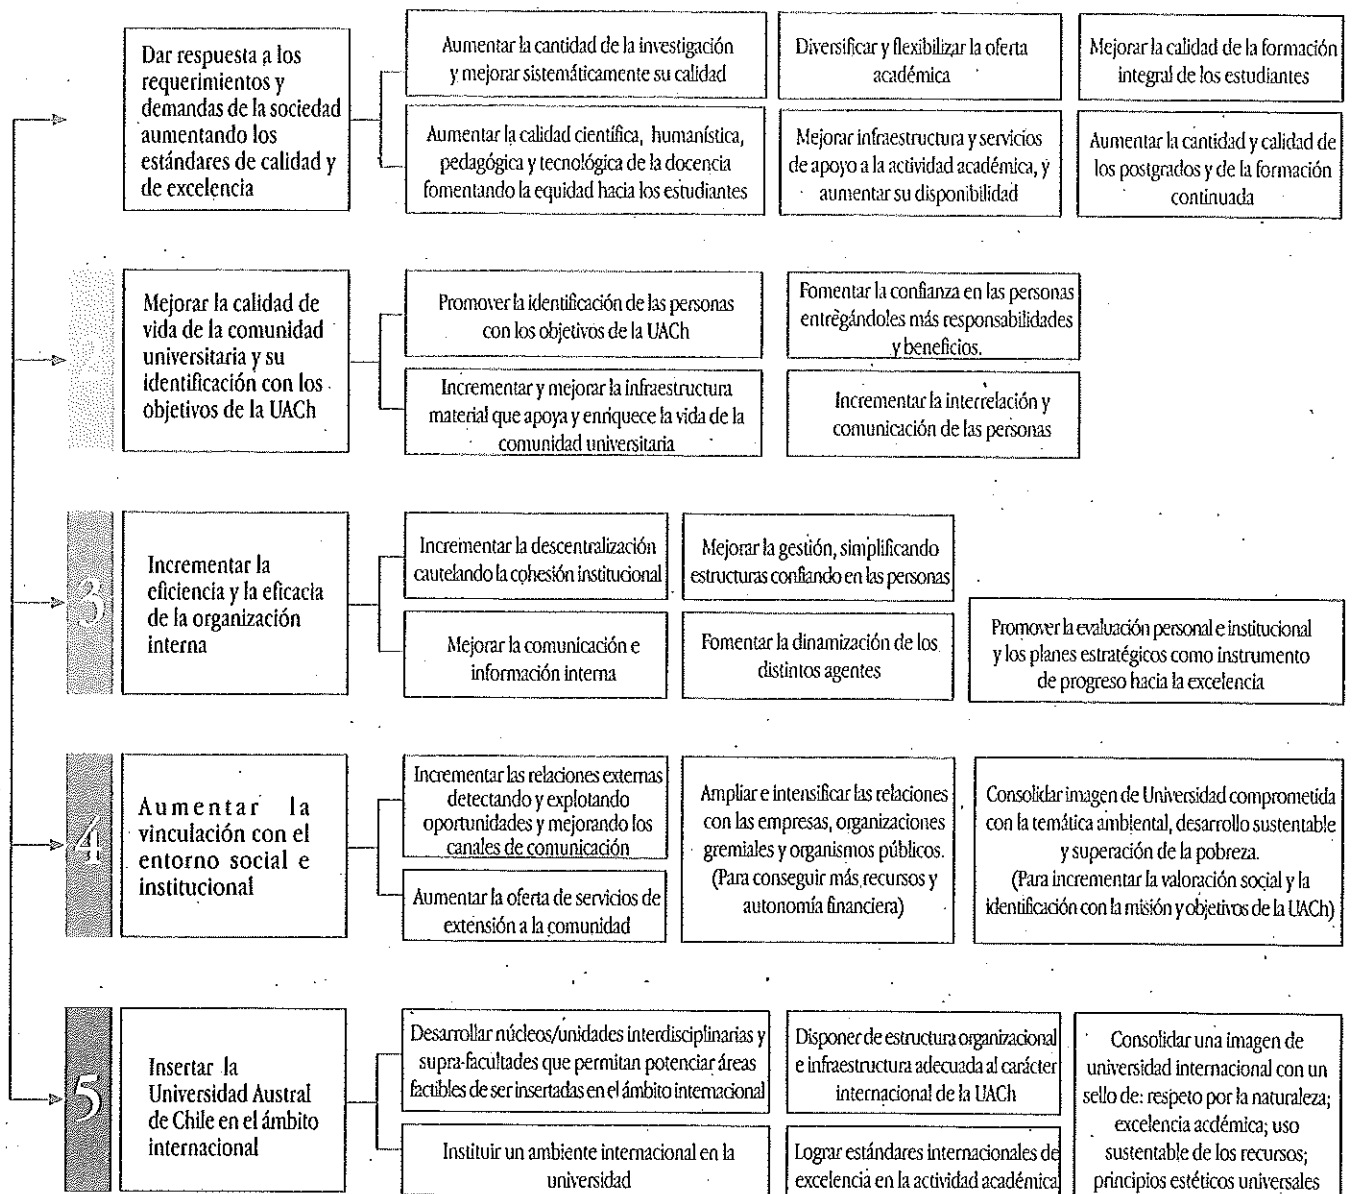 Dar respuesta a los
requerimientos y
demandas de la sociedad
aumentando los
estándares de calidad y
de excelencia
Aumentar la cantidad de la investigación
y mejorar sistemáticamente su calidad
Diversificar y flexibilizar la oferta
académica
Mejorar la calidad de la formación
integral de los estudiantes
Aumentar la calidad científica, humanística,
pedagógica y tecnológica de la docencia
fomentando la equidad hacia los estudiantes
Mejorar infraestructura y servicios
de apoyo a la actividad académica, y
aumentar su disponibilidad
Aumentar la cantidad y calidad de
los postgrados y de la formación
continuada
2
Mejorar la calidad de
vida de la comunidad
universitaria y su
identificación con los
objetivos de la UACh
Promover la identificación de las personas
con los objetivos de la UACh
Fomentar la confianza en las personas
entregándoles más responsabilidades
y beneficios.
Incrementar y mejorar la infraestructura
material que apoya y enriquece la vida de la
comunidad universitaria
Incrementar la interrelación y
comunicación de las personas
3
Incrementar la
eficiencia y la eficacia
de la organización
interna
Incrementar la descentralización
cautelando la cohesión institucional
Mejorar la gestión, simplificando
estructuras confiando en las personas
Mejorar la comunicación e
información interna
Fomentar la dinamización de los
distintos agentes
Promover la evaluación personal e institucional
y los planes estratégicos como instrumento
de progreso hacia la excelencia
4
Aumentar la
vinculación con el
entorno social e
institucional
Incrementar las relaciones externas
detectando y explotando
oportunidades y mejorando los
canales de comunicación
Aumentar la oferta de servicios de
extensión a la comunidad
Ampliar e intensificar las relaciones
con las empresas, organizaciones
gremiales y organismos públicos.
(Para conseguir más recursos y
autonomía financiera)
Consolidar imagen de Universidad comprometida
con la temática ambiental, desarrollo sustentable
y superación de la pobreza.
(Para incrementar la valoración social y la
identificación con la misión y objetivos de la UACh)
5
Insertar la
Universidad Austral
de Chile en el ámbito
internacional
Desarrollar núcleos/unidades interdisciplinarias y
supra-facultades que permitan potenciar áreas
factibles de ser insertadas en el ámbito internacional
Disponer de estructura organizacional
e infraestructura adecuada al carácter
internacional de la UACh
Instituir un ambiente internacional en la
universidad
Lograr estándares internacionales de
excelencia en la actividad académica
Consolidar una imagen de
universidad internacional con un
sello de: respeto por la naturaleza;
excelencia acdémica; uso
sustentable de los recursos;
principios estéticos universales